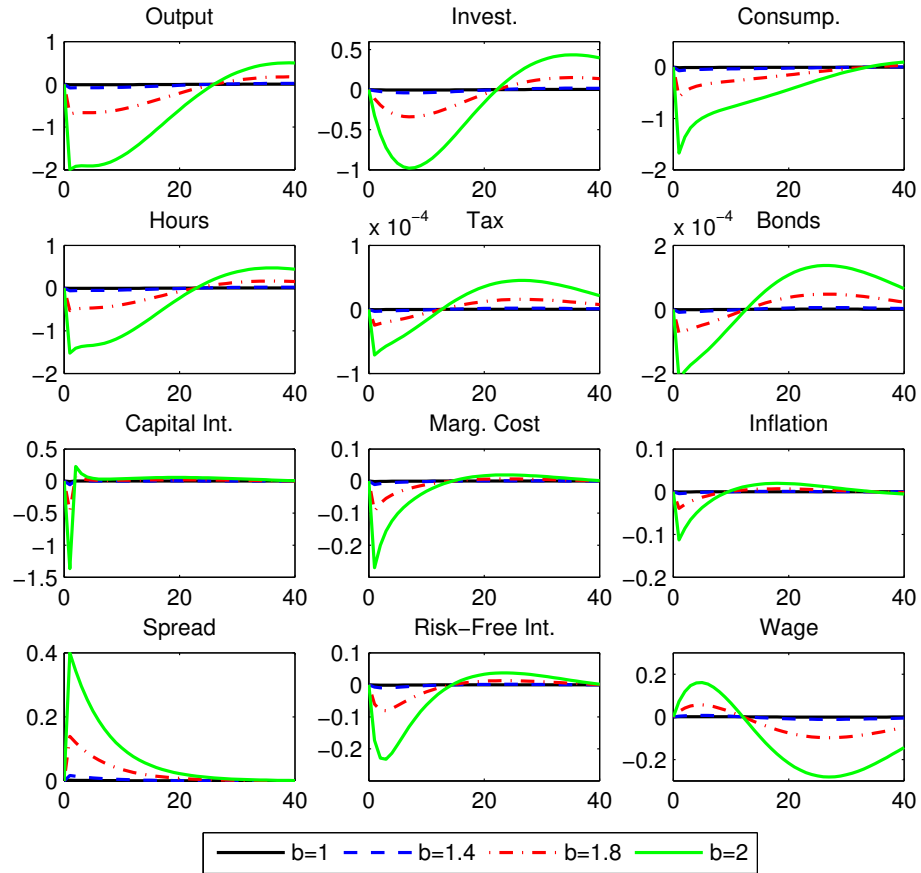 Output Invest. Consump.
1 0.5 0
0 0 −1
−1 −0.5 −2
−2 −1
0 20 40 0 20 40 0 20 40
Hours x 10−4 Tax x 10−4 Bonds
1 1 2
0 0 0
−1 −1 −2
−2
0 20 40 0 20 40 0 20 40
Capital Int. Marg. Cost Inflation
0.5 0.1 0.1
0 0 0
−0.5 −0.1 −0.1
−1 −0.2 −0.2
−1.5
0 20 40 0 20 40 0 20 40
Spread Risk−Free Int. Wage
0.4 0.1 0.2
0.2 0 0
0 −0.1 −0.2
−0.2
0 20 40 0 20 40 0 20 40
b=1 b=1.4 b=1.8 b=2